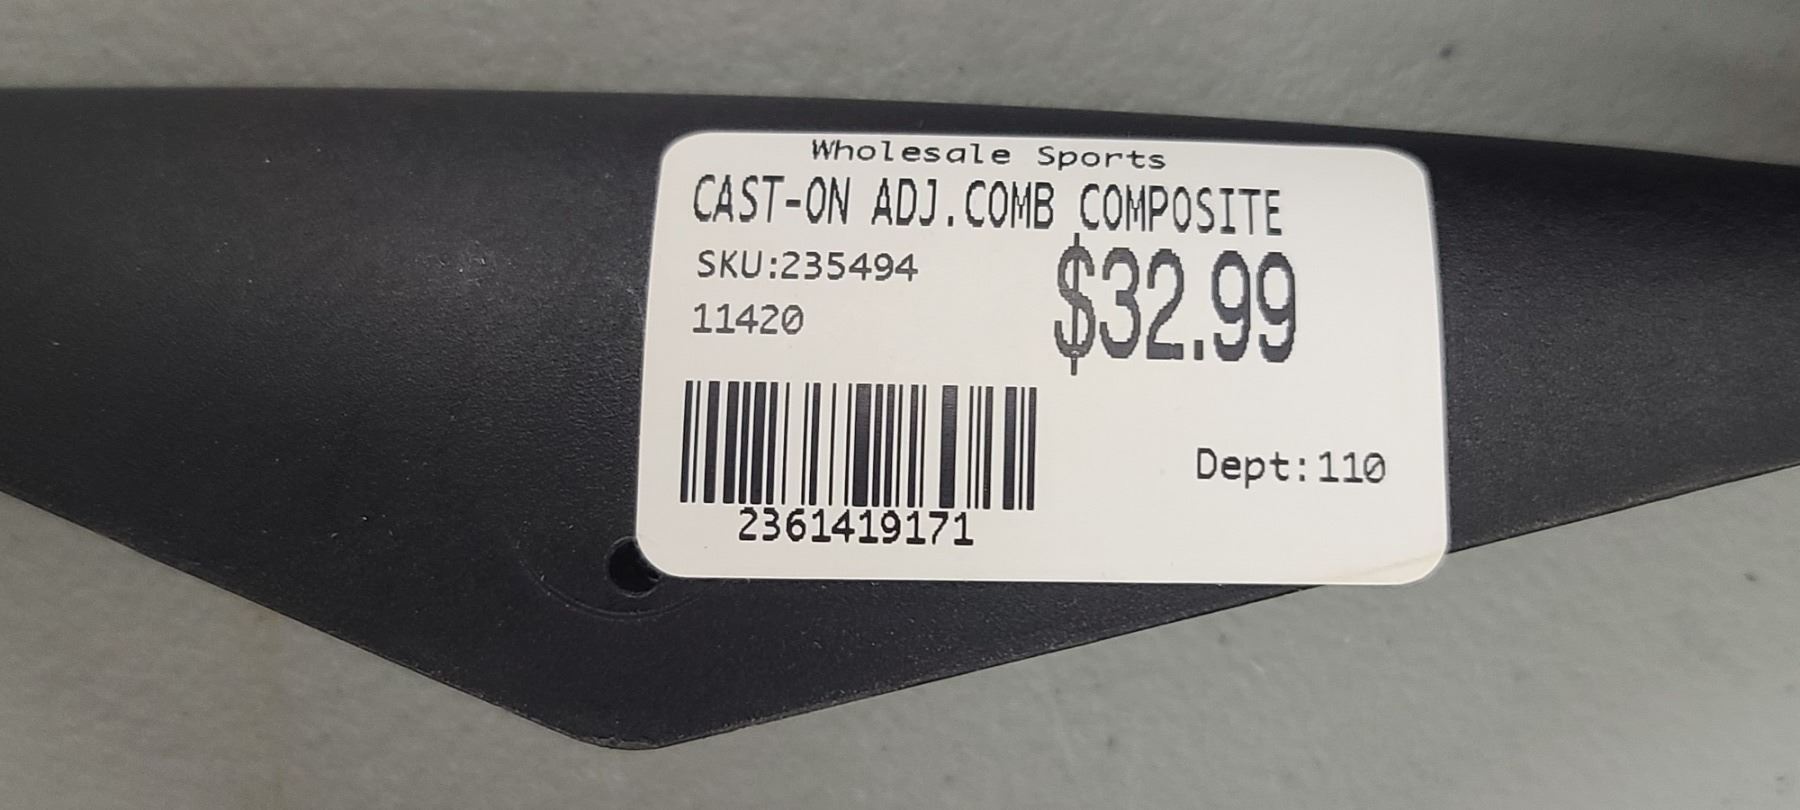 Wholesale Sports
CAST-ON ADJ.COMB COMPOSITE
SKU:235494
$32.99
11420
Dept:110
2361419171